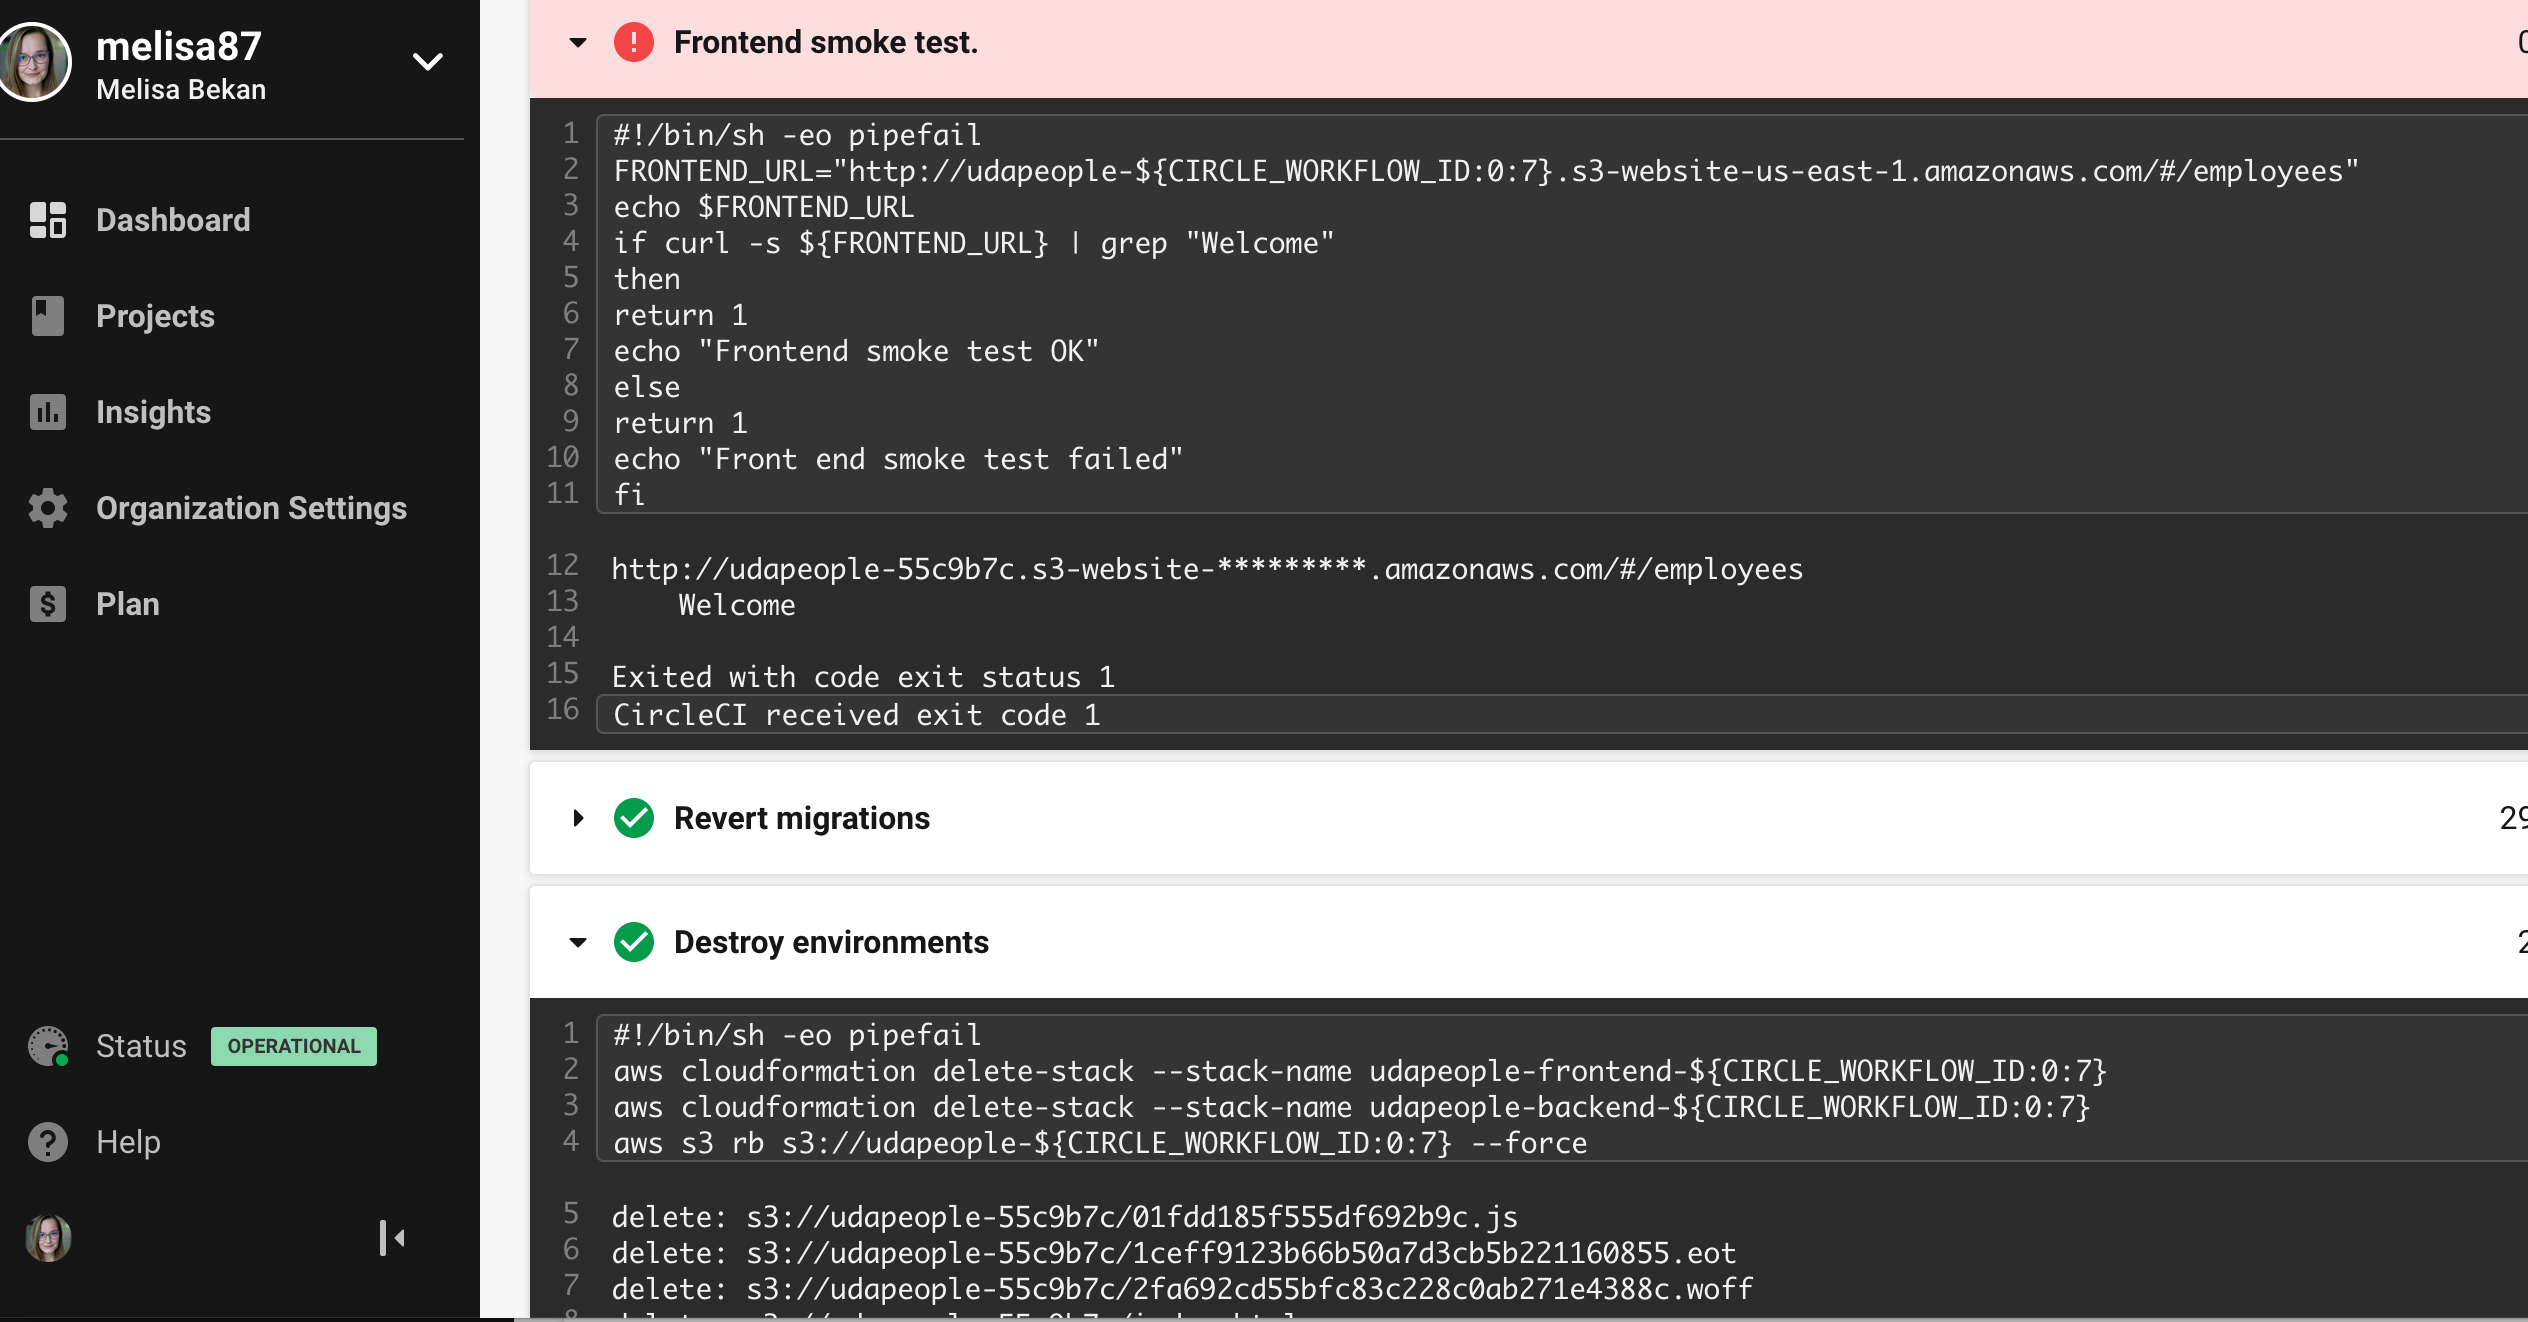 melisa87
Melisa Bekan
Dashboard
Projects
Insights
Organization Settings
Plan
Status OPERATIONAL
Help
Frontend smoke test.
1 #!/bin/sh -eo pipefail
2 FRONTEND_URL="http://udapeople-${CIRCLE_WORKFLOW_ID:0:7}.s3-website-us-east-1.amazonaws.com/#/employees"
3 echo $FRONTEND_URL
4 if curl -s ${FRONTEND_URL} | grep "Welcome"
5 then
6 return 1
7 echo "Frontend smoke test OK"
8 else
9 return 1
10 echo "Front end smoke test failed"
11 fi
12 http://udapeople-55c9b7c.s3-website-*********.amazonaws.com/#/employees
13 Welcome
14
15 Exited with code exit status 1
16 CircleCI received exit code 1
Revert migrations 29
Destroy environments 2
1 #!/bin/sh -eo pipefail
2 aws cloudformation delete-stack --stack-name udapeople-frontend-${CIRCLE_WORKFLOW_ID:0:7}
3 aws cloudformation delete-stack --stack-name udapeople-backend-${CIRCLE_WORKFLOW_ID:0:7}
4 aws s3 rb s3://udapeople-${CIRCLE_WORKFLOW_ID:0:7} --force
5 delete: s3://udapeople-55c9b7c/01fdd185f555df692b9c.js
6 delete: s3://udapeople-55c9b7c/1ceff9123b66b50a7d3cb5b221160855.eot
7 delete: s3://udapeople-55c9b7c/2fa692cd55bfc83c228c0ab271e4388c.woff